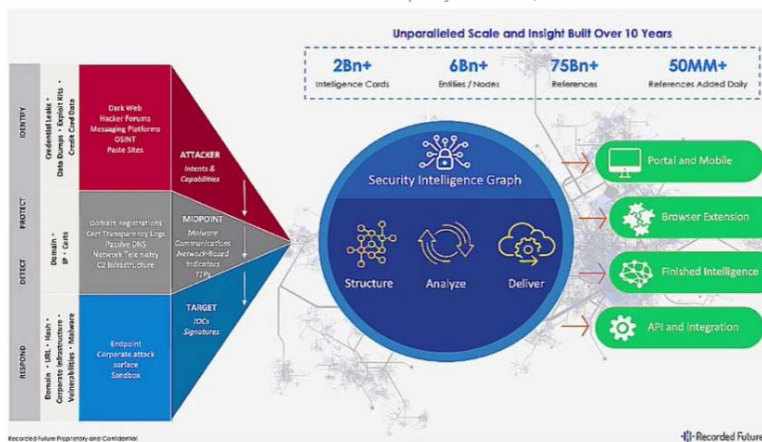 Unparalleled Scale and Insight Built Over 10 Years
2Bn+
Intelligence Cards
6Bn+
Entities / Nodes
75Bn+
References
50MM+
References Added Daily
IDENTIFY
PROTECT
DETECT
RESPOND
Credential Leaks •
Data Dumps • Exploit Kits •
Credit Card Data
Domain •
IP • Certs
Domain • URL • Hash •
Corporate Infrastructure •
Vulnerabilities • Malware
Dark Web
Hacker Forums
Messaging Platforms
OSINT
Paste Sites
Domain Registrations
Cert Transparency Logs
Passive DNS
Network Telemetry
C2 Infrastructure
Endpoint
Corporate attack
surface
Sandbox
ATTACKER
Intents &
Capabilities
MIDPOINT
Malware
Communications
Network-Based
Indicators
TTPs
TARGET
IOCs
Signatures
Security Intelligence Graph
Structure
Analyze
Deliver
Portal and Mobile
Browser Extension
Finished Intelligence
API and Integration
Recorded Future Proprietary and Confidential
Recorded Future